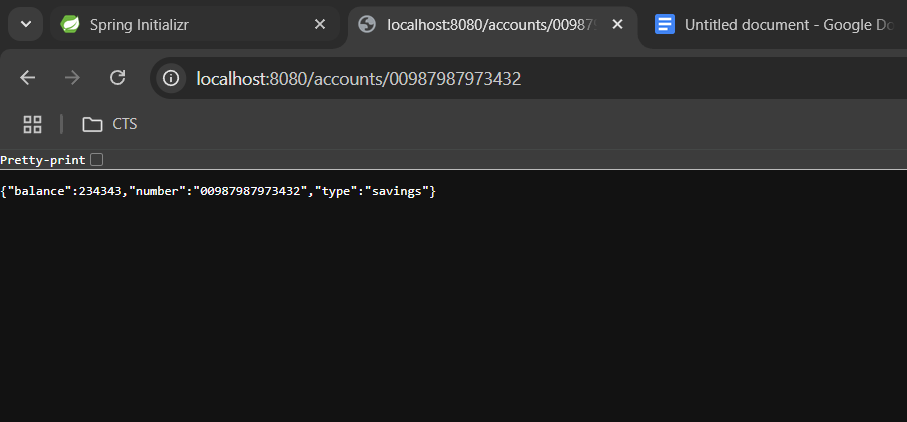 Spring Initializr
localhost:8080/accounts/00987
Untitled document - Google Do
localhost:8080/accounts/00987987973432
CTS
Pretty-print
{"balance":234343,"number":"00987987973432","type":"savings"}